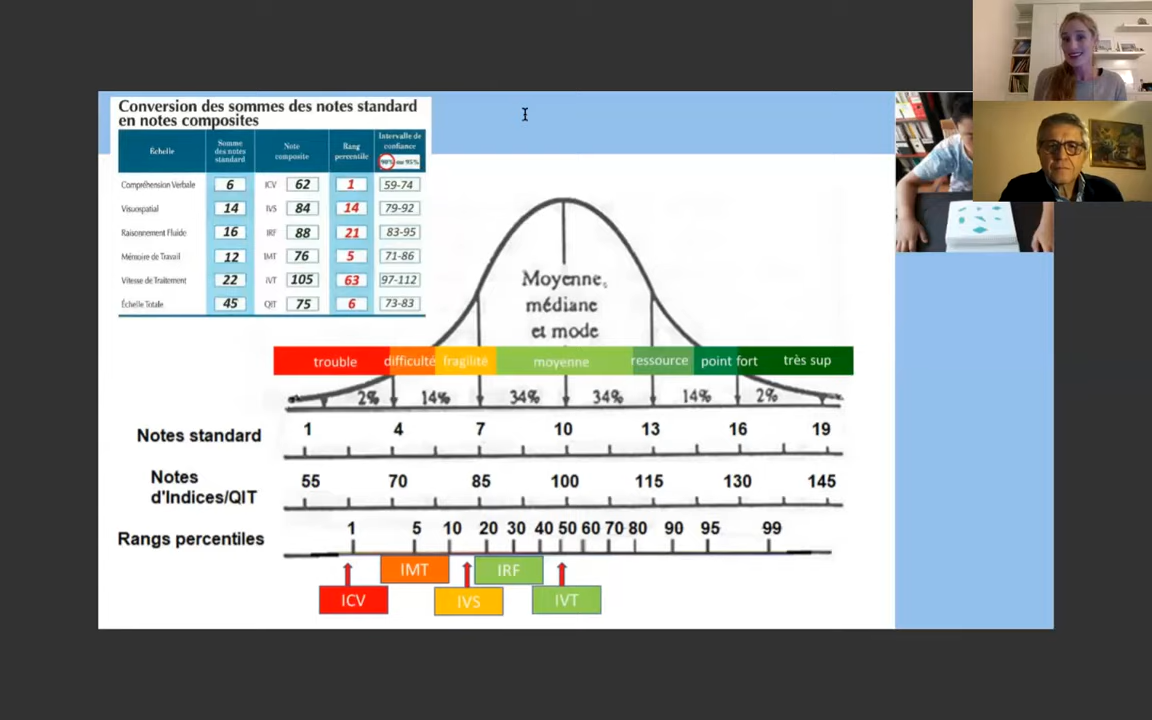 Conversion des sommes des notes standard
en notes composites
Échelle
Somme
des notes
standard
Note
composite
Rang
percentile
Intervalle de
confiance
90% ou 95%
Compréhension Verbale 6 ICV 62 1 59-74
Visuospatial 14 IVS 84 14 79-92
Raisonnement Fluide 16 IRF 88 21 83-95
Mémoire de Travail 12 IMT 76 5 71-86
Vitesse de Traitement 22 IVT 105 63 97-112
Échelle Totale 45 QIT 75 6 73-83
Moyenne,
médiane
et mode
trouble difficulté fragilité moyenne ressource point fort très sup
2% 14% 34% 34% 14% 2%
Notes standard 1 4 7 10 13 16 19
Notes
d'Indices/QIT 55 70 85 100 115 130 145
Rangs percentiles 1 5 10 20 30 40 50 60 70 80 90 95 99
IMT IRF
ICV IVS IVT